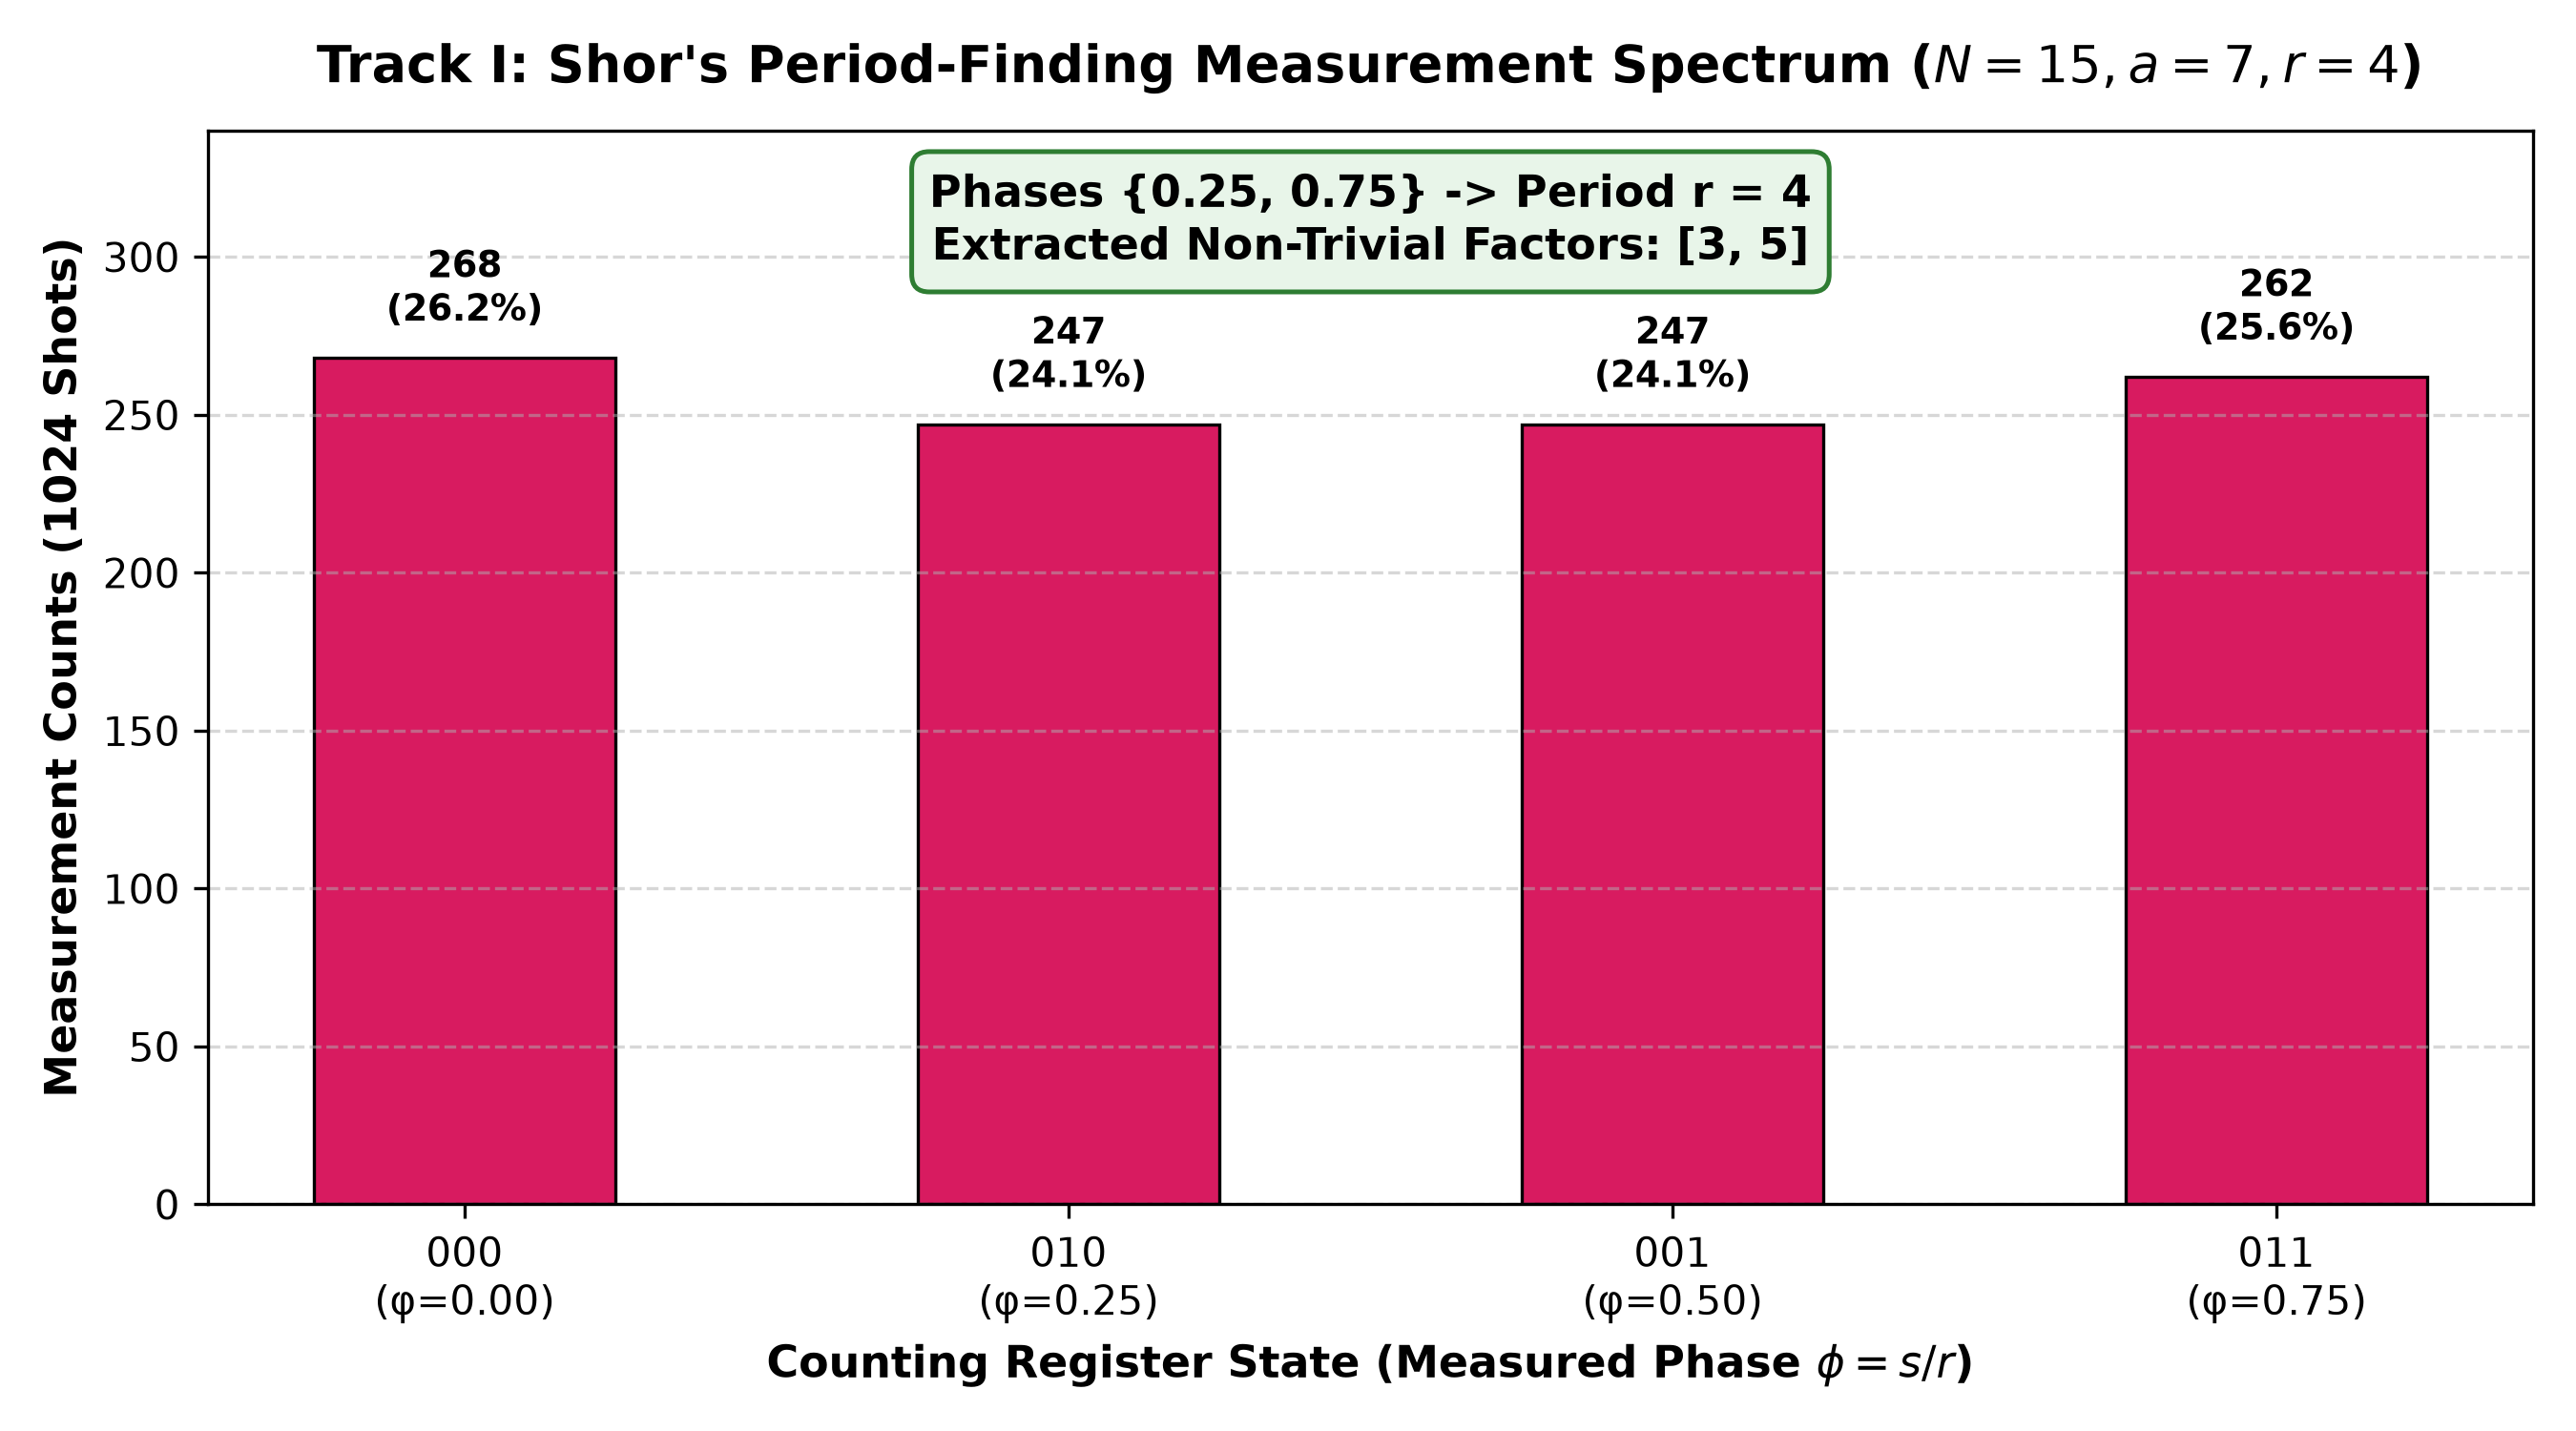 Track I: Shor's Period-Finding Measurement Spectrum (N = 15, a = 7, r = 4)
Phases {0.25, 0.75} -> Period r = 4
Extracted Non-Trivial Factors: [3, 5]
Measurement Counts (1024 Shots)
300
250
200
150
100
50
0
268
(26.2%)
247
(24.1%)
247
(24.1%)
262
(25.6%)
000
(φ=0.00)
010
(φ=0.25)
001
(φ=0.50)
011
(φ=0.75)
Counting Register State (Measured Phase ϕ = s/r)